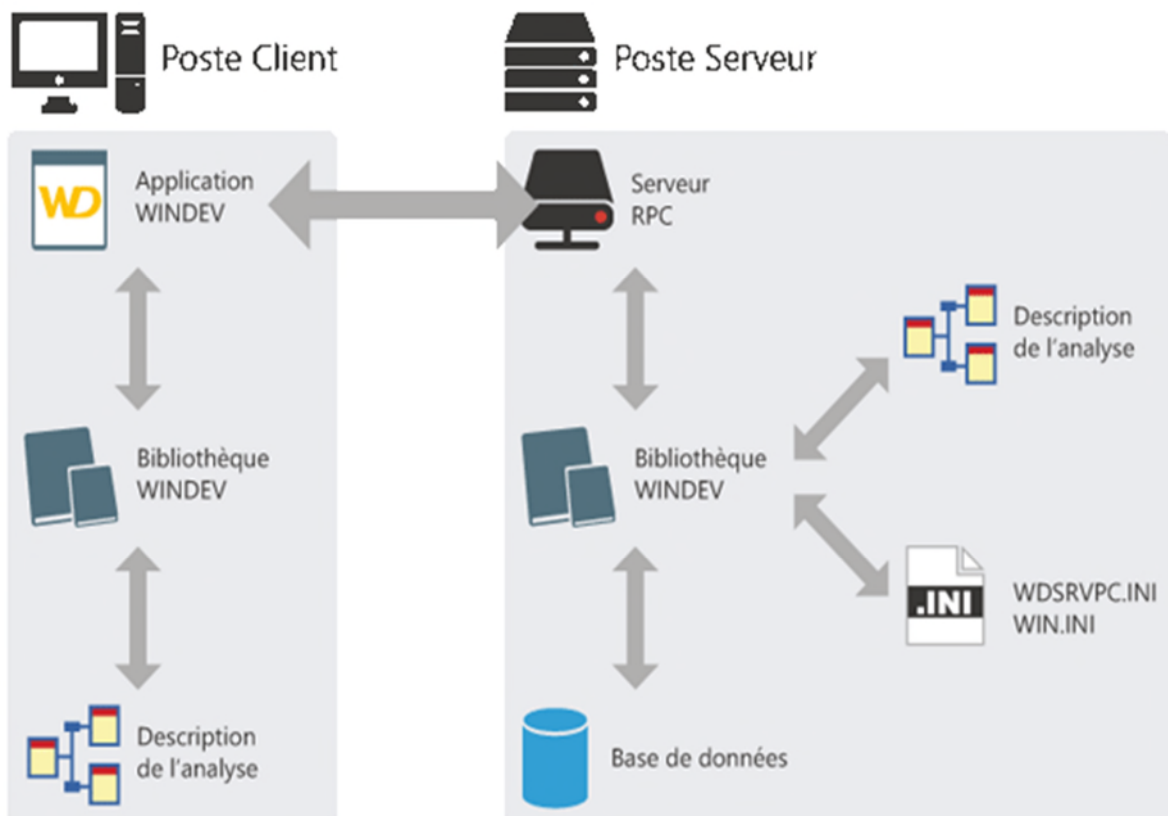 Poste Client
Poste Serveur
WD
Application
WINDEV
Serveur
RPC
Description
de l'analyse
Bibliothèque
WINDEV
Bibliothèque
WINDEV
.INI
WDSRVPC.INI
WIN.INI
Description
de l'analyse
Base de données